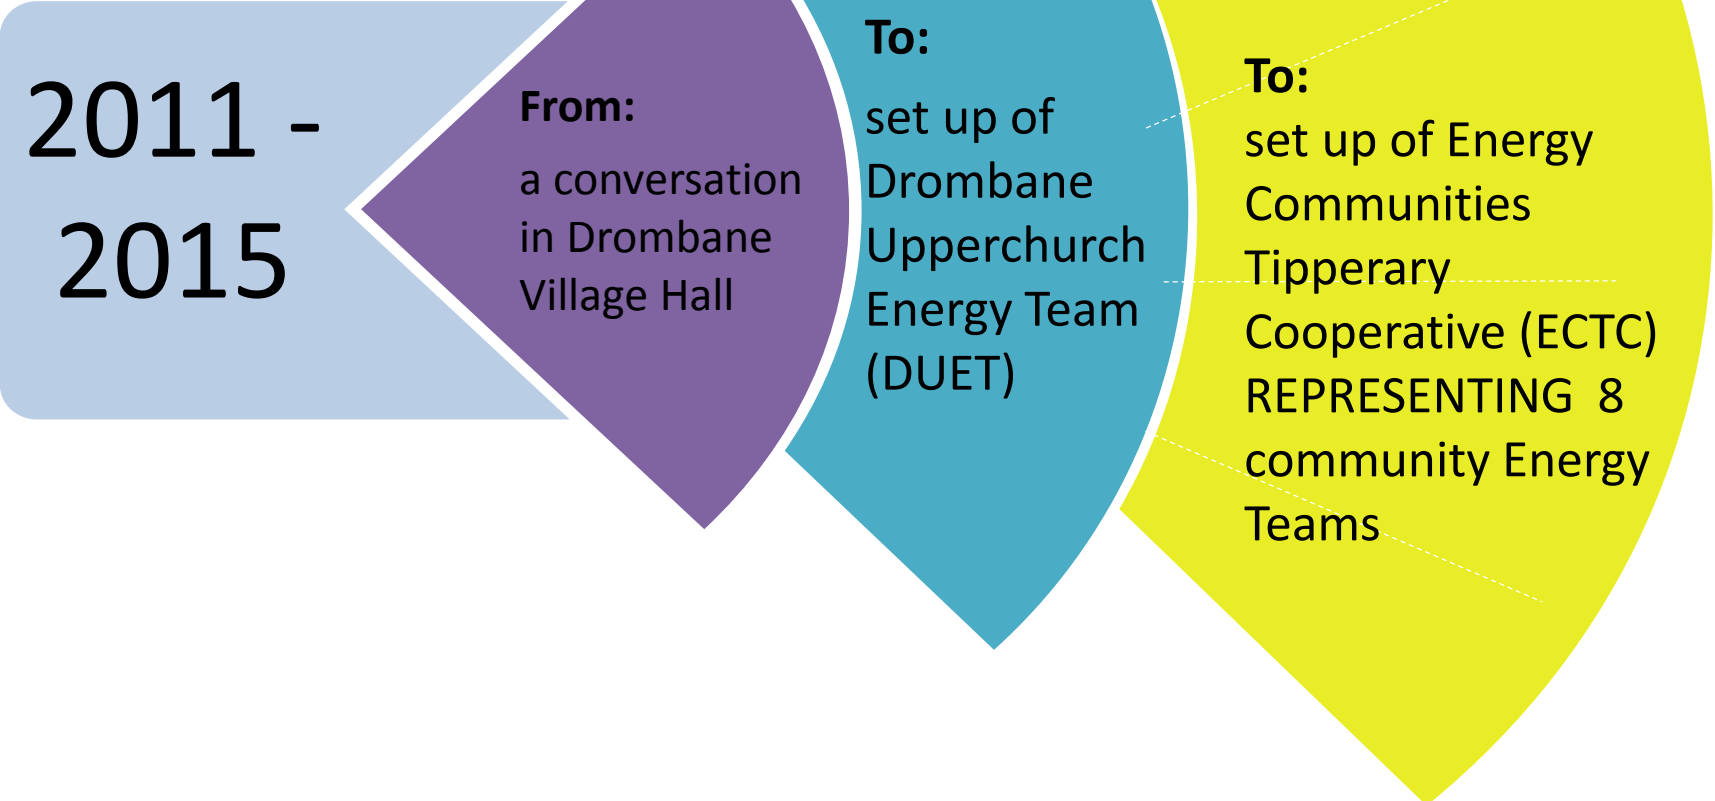 2011 -
2015
From:
a conversation
in Drombane
Village Hall
To:
set up of
Drombane
Upperchurch
Energy Team
(DUET)
To:
set up of Energy
Communities
Tipperary
Cooperative (ECTC)
REPRESENTING  8
community Energy
Teams